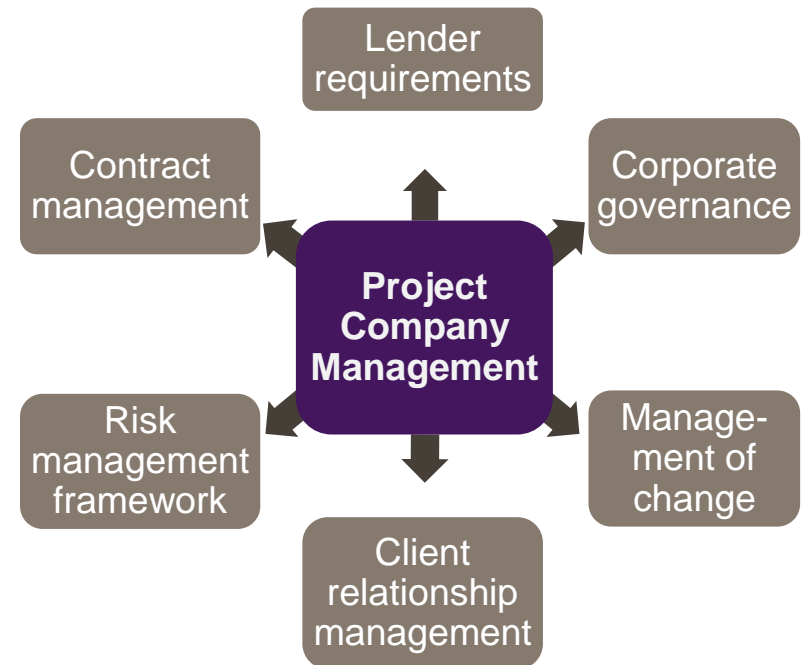 Lender
requirements
Contract
management
Corporate
governance
Project
Company
Management
Risk
management
framework
Manage-
ment of
change
Client
relationship
management